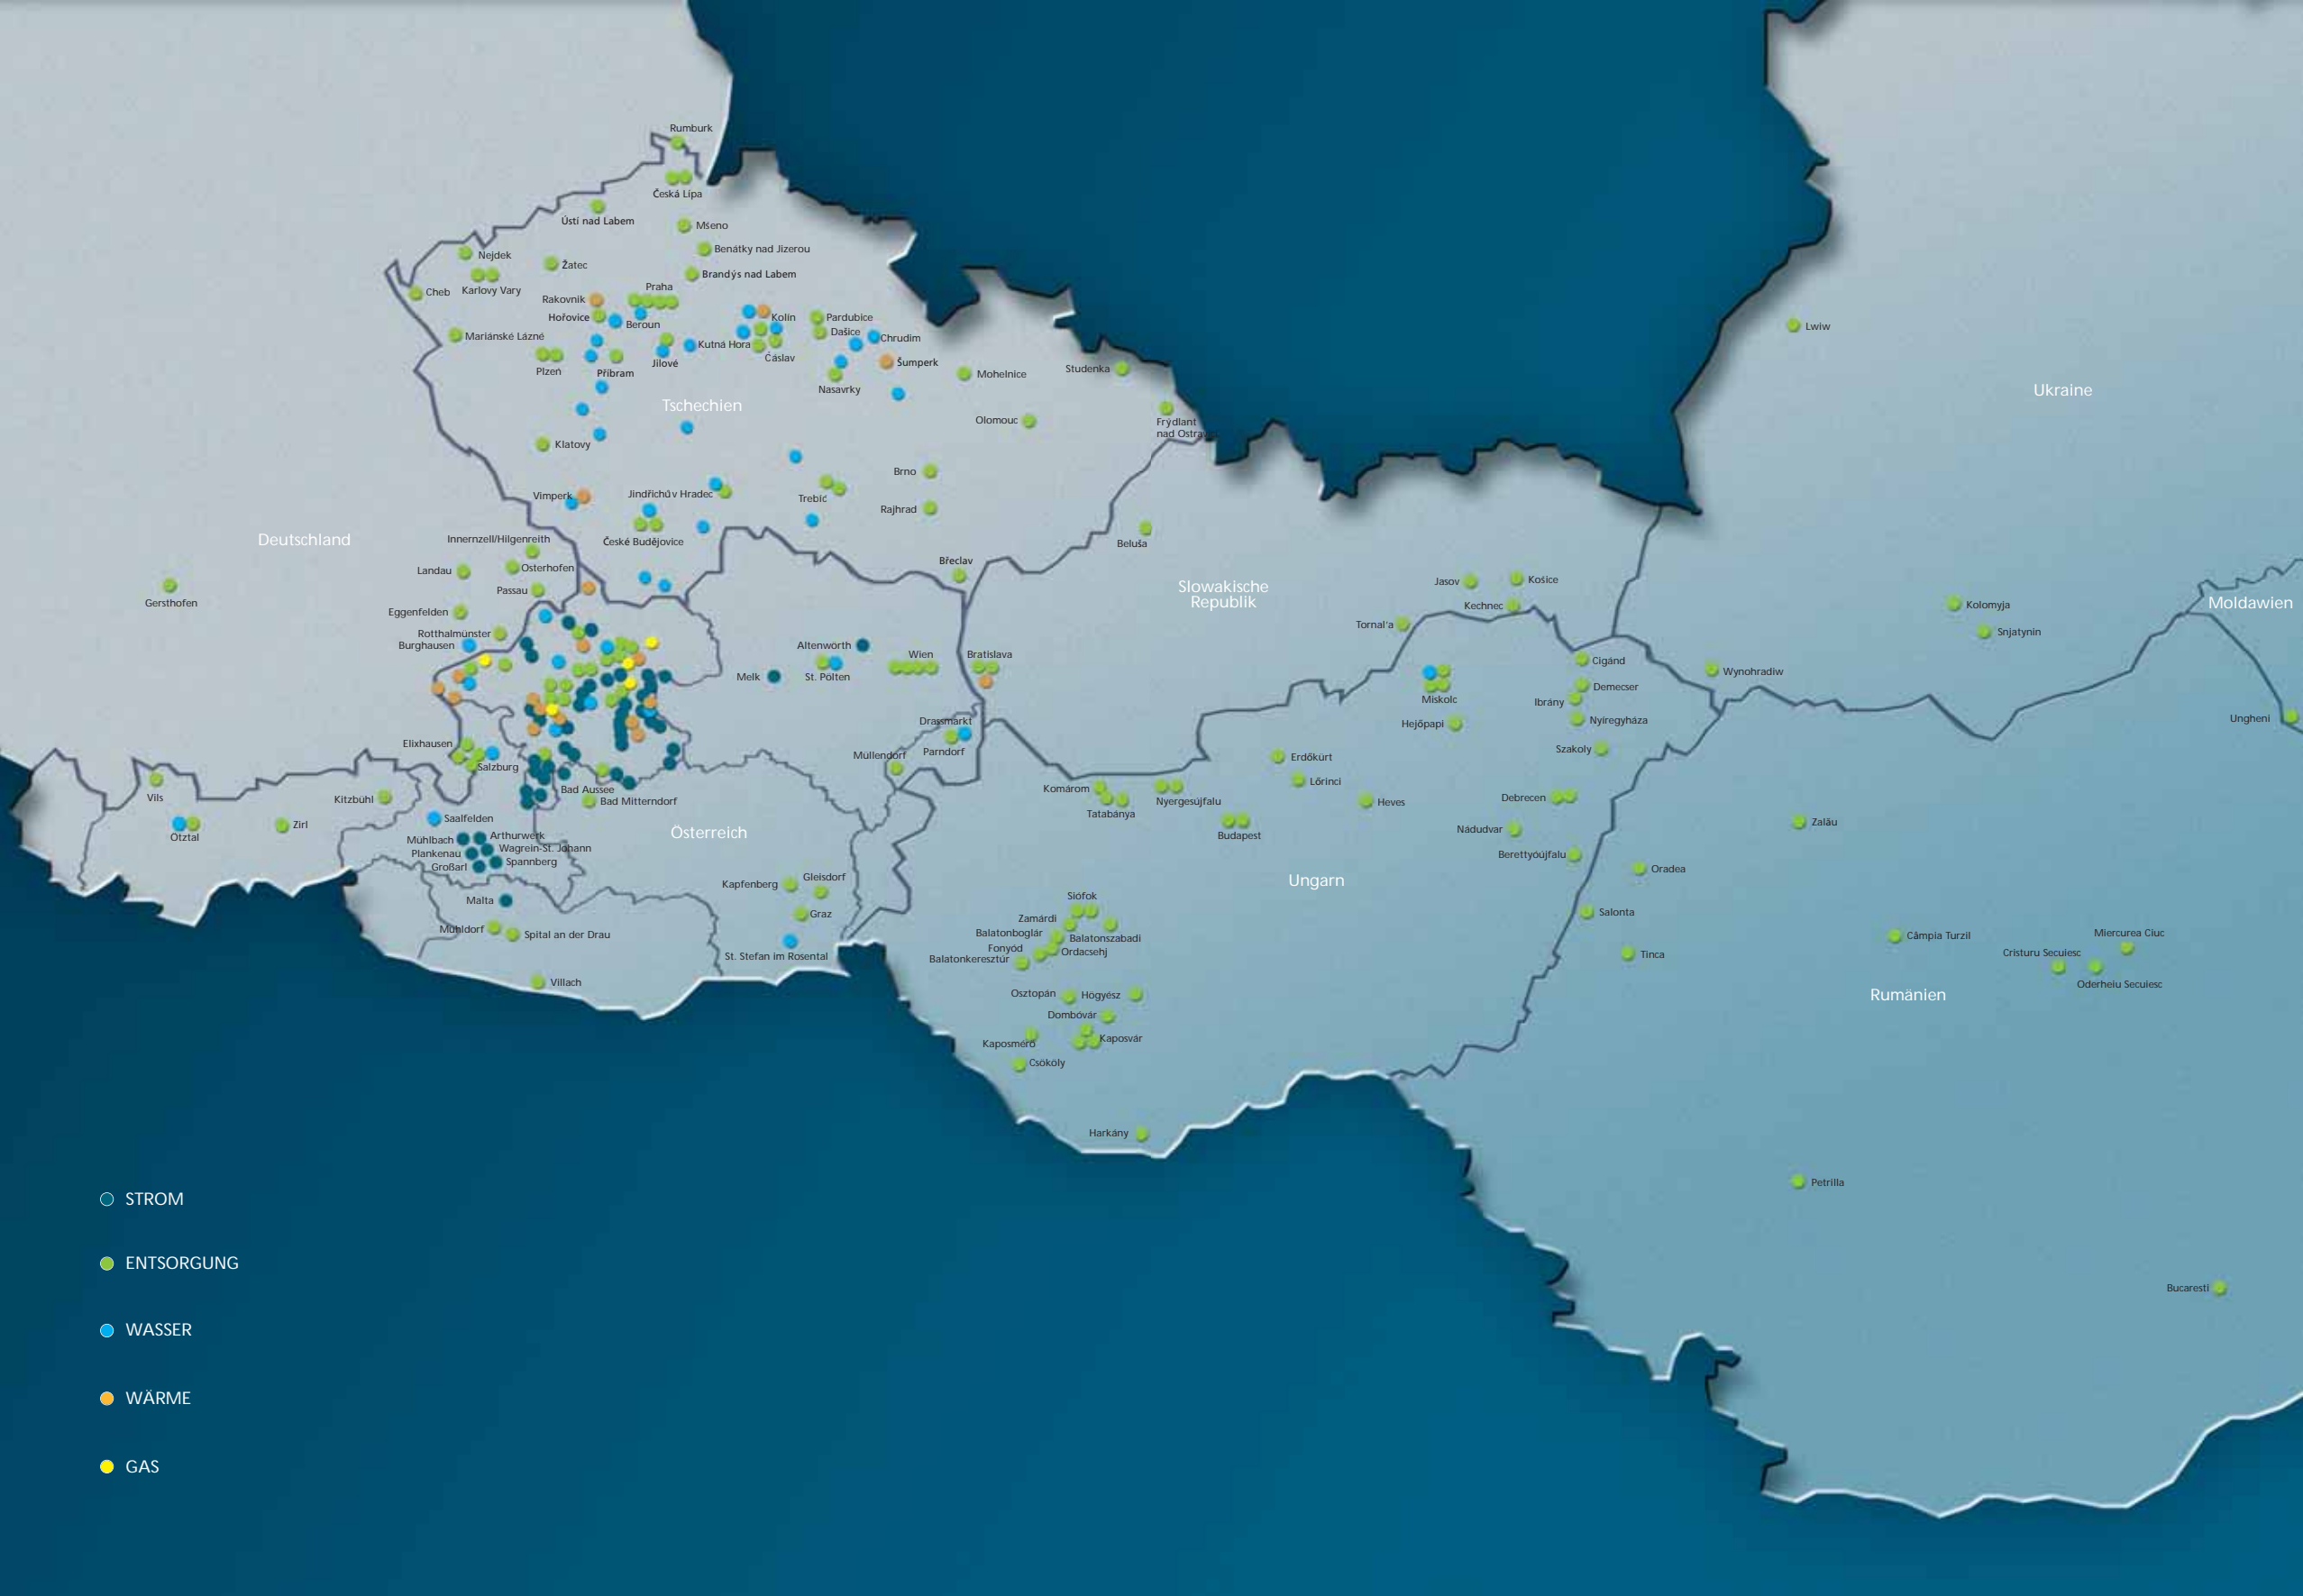 Rumburk
Česká Lípa
Ústí nad Labem
Mšeno
Benátky nad Jizerou
Nejdek
Žatec
Brandýs nad Labem
Praha
Cheb
Karlovy Vary
Rakovník
Hořovice
Beroun
Kolín
Pardubice
Dašice
Chrudim
Mariánské Lázně
Kutná Hora
Čáslav
Jílové
Plzeň
Příbram
Šumperk
Nasavrky
Mohelnice
Studenka
Lwiw
Ukraine
Tschechien
Olomouc
Frýdlant
nad Ostra
Klatovy
Brno
Vimperk
Jindřichův Hradec
Trebíc
Rajhrad
Deutschland
Innernzell/Hilgenreith
České Budějovice
Beluša
Landau
Osterhofen
Břeclav
Passau
Gersthofen
Slowakische
Republik
Jasov
Košice
Kechnec
Kolomyja
Moldawien
Eggenfelden
Rotthalmünster
Burghausen
Tornal'a
Snjatynin
Altenwörth
Melk
St. Pölten
Wien
Bratislava
Cigánd
Wynohradiw
Miskolc
Demecser
Ibrány
Nyíregyháza
Hejőpapi
Ungheni
Drassmarkt
Parndorf
Müllendorf
Elixhausen
Salzburg
Szakoly
Erdőkürt
Lőrinci
Vils
Kitzbühl
Bad Aussee
Bad Mitterndorf
Komárom
Tatabánya
Nyergesújfalu
Heves
Debrecen
Ötztal
Zirl
Saalfelden
Österreich
Budapest
Nádudvar
Zalău
Mühlbach
Arthurwerk
Plankenau
Wagrein-St. Johann
Großarl
Spannberg
Berettyóújfalu
Oradea
Malta
Kapfenberg
Gleisdorf
Ungarn
Graz
Siófok
Salonta
Mühldorf
Spital an der Drau
Zamárdi
Balatonboglár
Balatonszabadi
Fonyód
Ordacsehj
Balatonkeresztúr
Câmpia Turzil
Miercurea Ciuc
Cristuru Secuiesc
Oderheiu Secuiesc
St. Stefan im Rosental
Tinca
Villach
Osztopán
Högyész
Rumänien
Dombóvár
Kaposmérő
Kaposvár
Csököly
Harkány
Petrilla
STROM
ENTSORGUNG
Bucaresti
WASSER
WÄRME
GAS